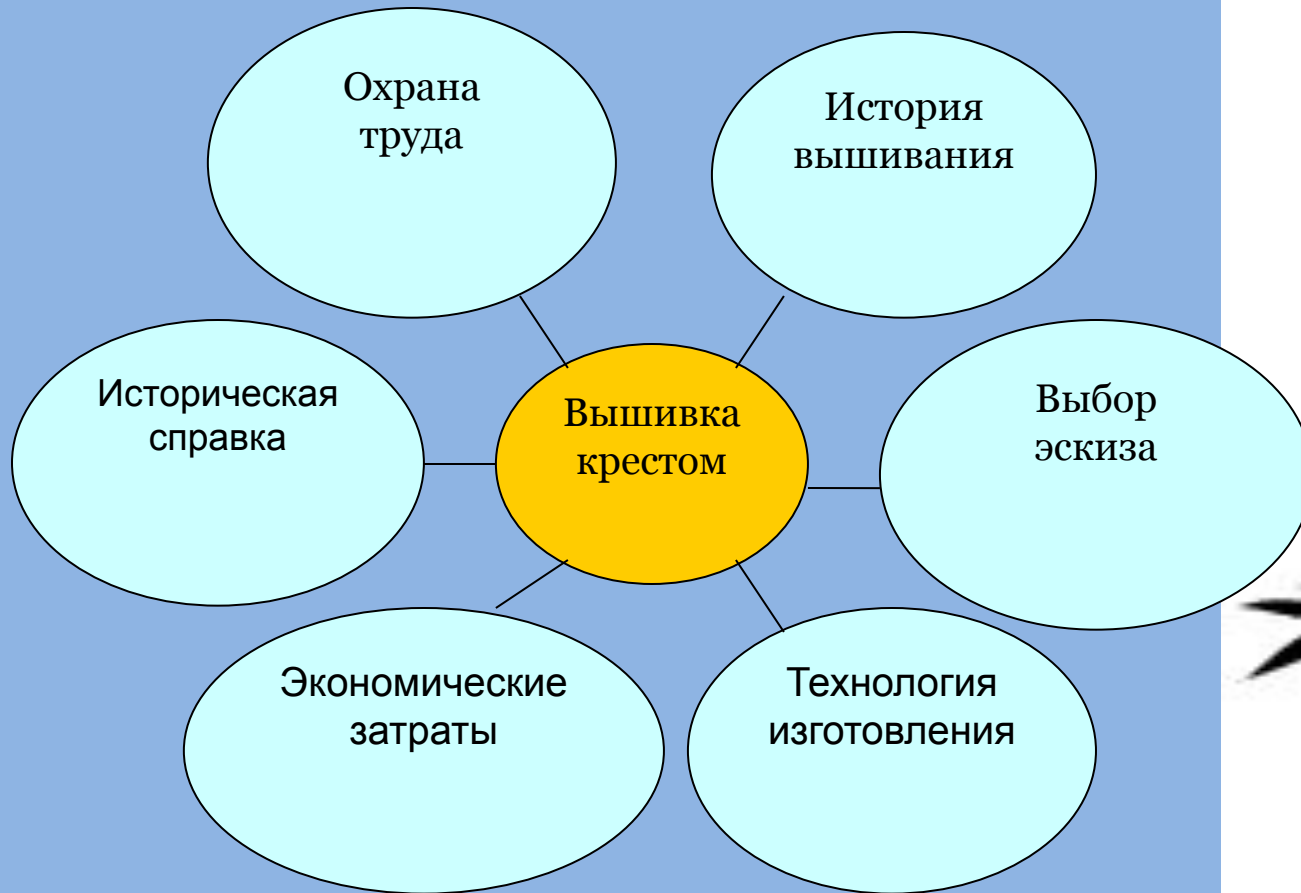 Охрана
труда
История
вышивания
Историческая
справка
Вышивка
крестом
Выбор
эскиза
Экономические
затраты
Технология
изготовления